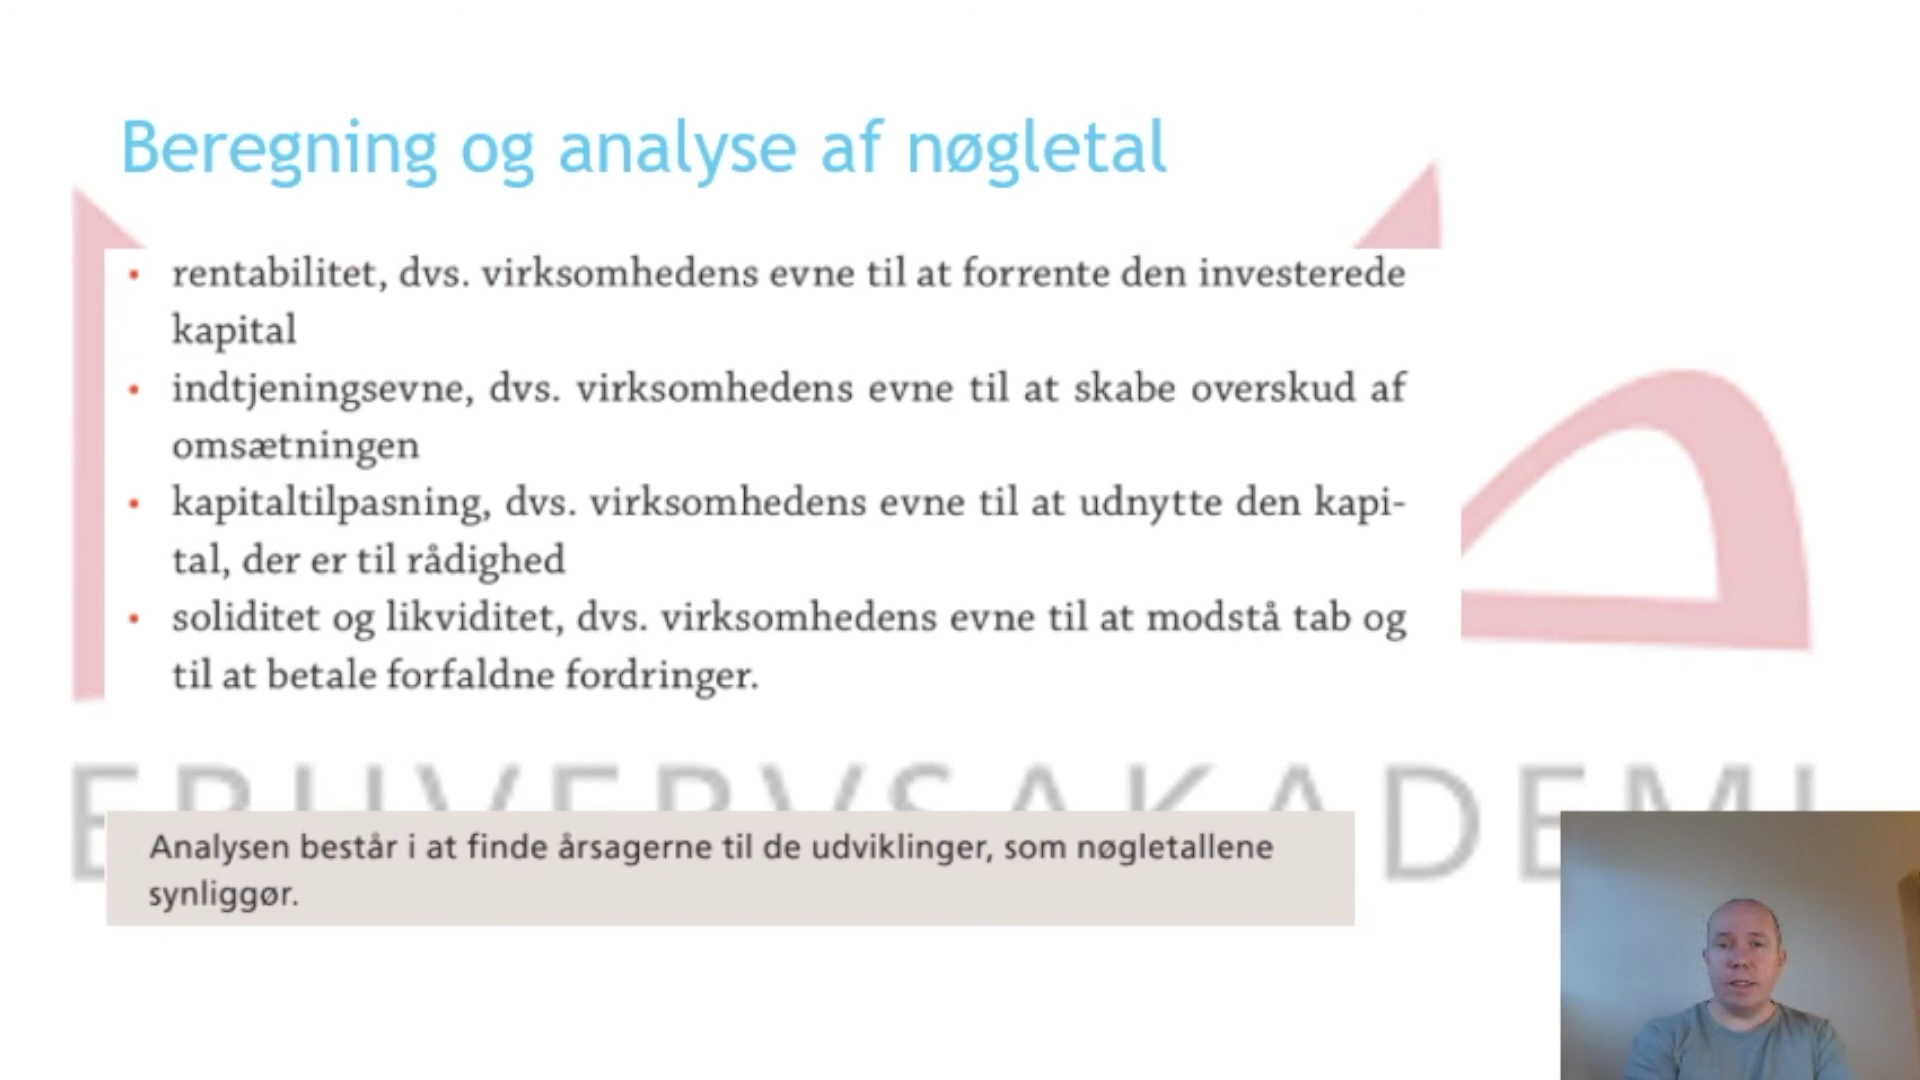 Beregning og analyse af nøgletal
• rentabilitet, dvs. virksomhedens evne til at forrente den investerede
kapital
• indtjeningsevne, dvs. virksomhedens evne til at skabe overskud af
omsætningen
• kapitaltilpasning, dvs. virksomhedens evne til at udnytte den kapi-
tal, der er til rådighed
• soliditet og likviditet, dvs. virksomhedens evne til at modstå tab og
til at betale forfaldne fordringer.
ERHVERVSAKADEMI
Analysen består i at finde årsagerne til de udviklinger, som nøgletallene
synliggør.